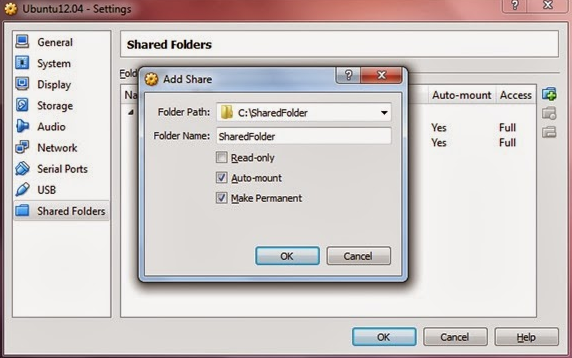 Ubuntu12.04 - Settings
General
System
Display
Storage
Audio
Network
Serial Ports
USB
Shared Folders
Shared Folders
Auto-mount Access
Yes Full
Yes Full
Add Share
Folder Path: C:\SharedFolder
Folder Name: SharedFolder
Read-only
Auto-mount
Make Permanent
OK Cancel
OK Cancel Help